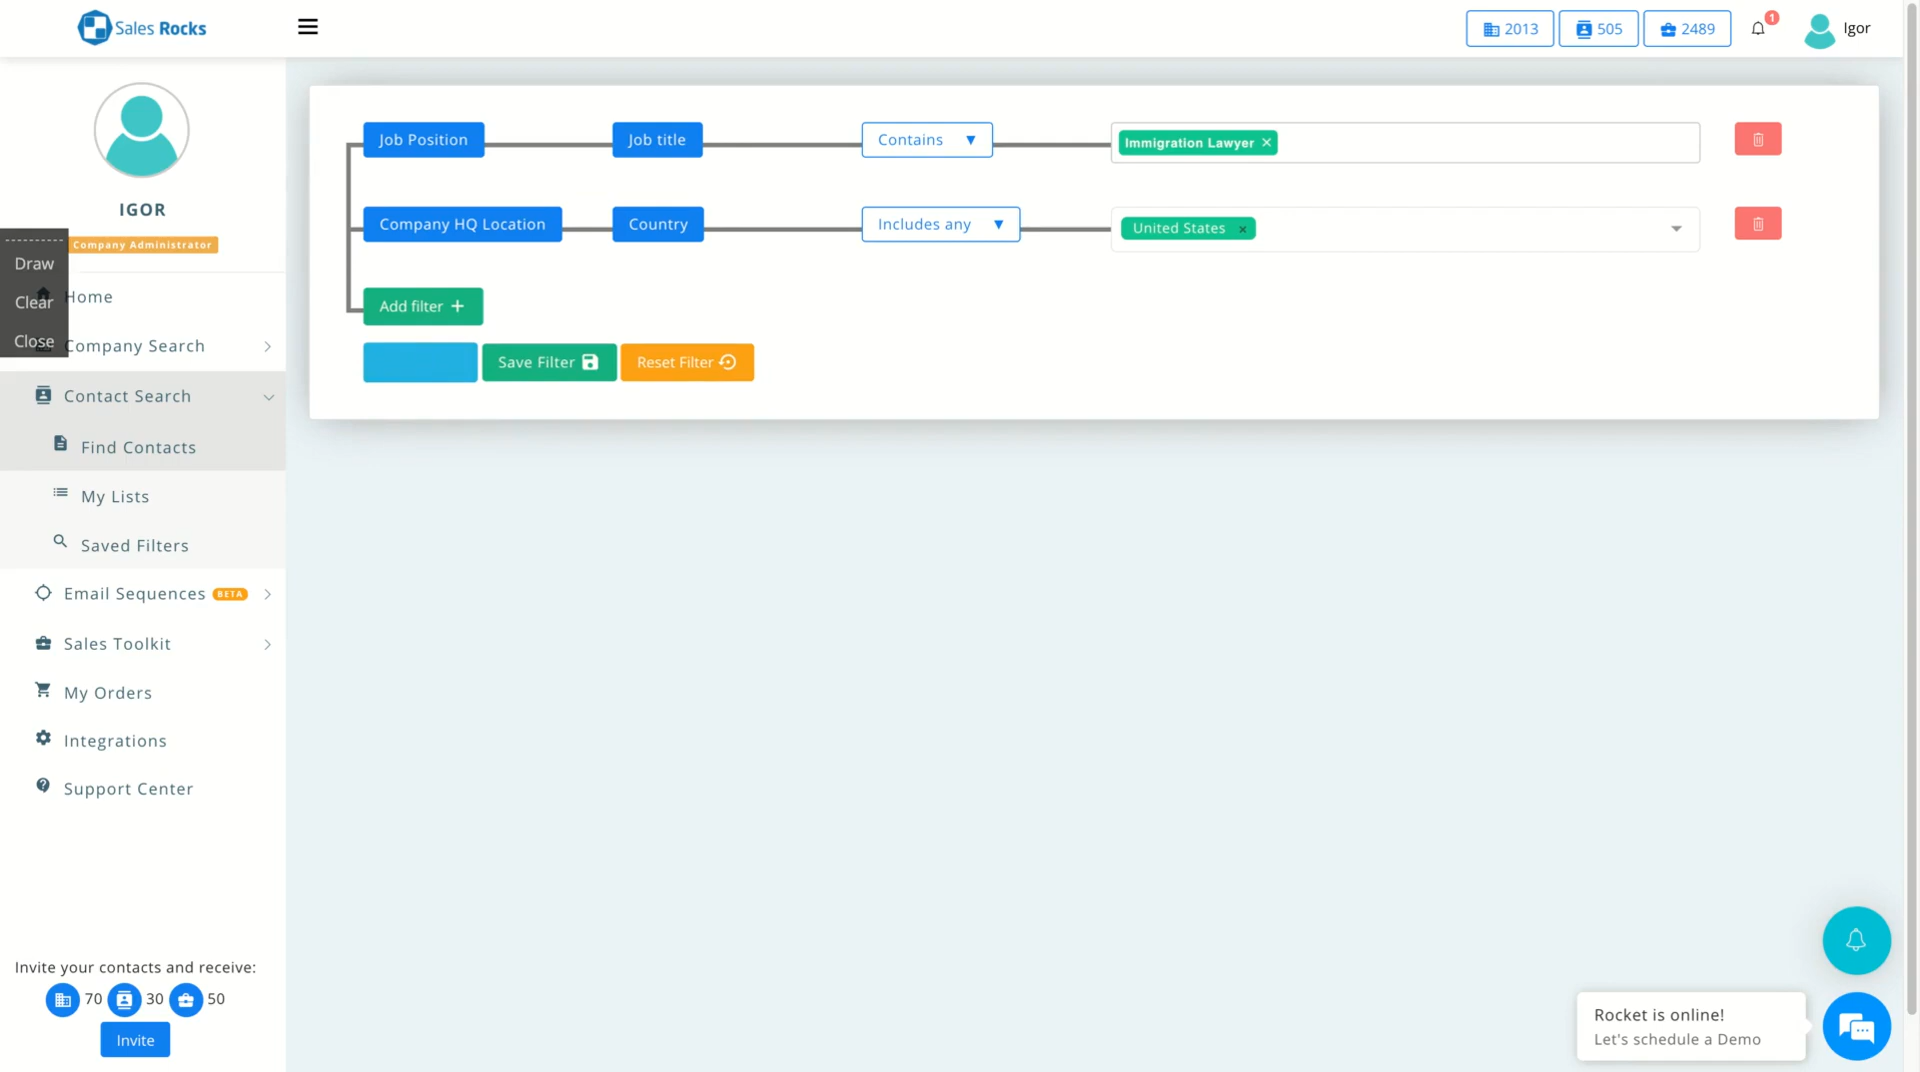 Sales Rocks
2013
505
2489
1
Igor
IGOR
Company Administrator
Draw
Clear
Close
Home
Company Search
Contact Search
Find Contacts
My Lists
Saved Filters
Email Sequences BETA
Sales Toolkit
My Orders
Integrations
Support Center
Invite your contacts and receive:
70 30 50
Invite
Job Position Job title Contains ▼ Immigration Lawyer ×
Company HQ Location Country Includes any ▼ United States ×
Add filter +
Save Filter Reset Filter
Rocket is online!
Let's schedule a Demo